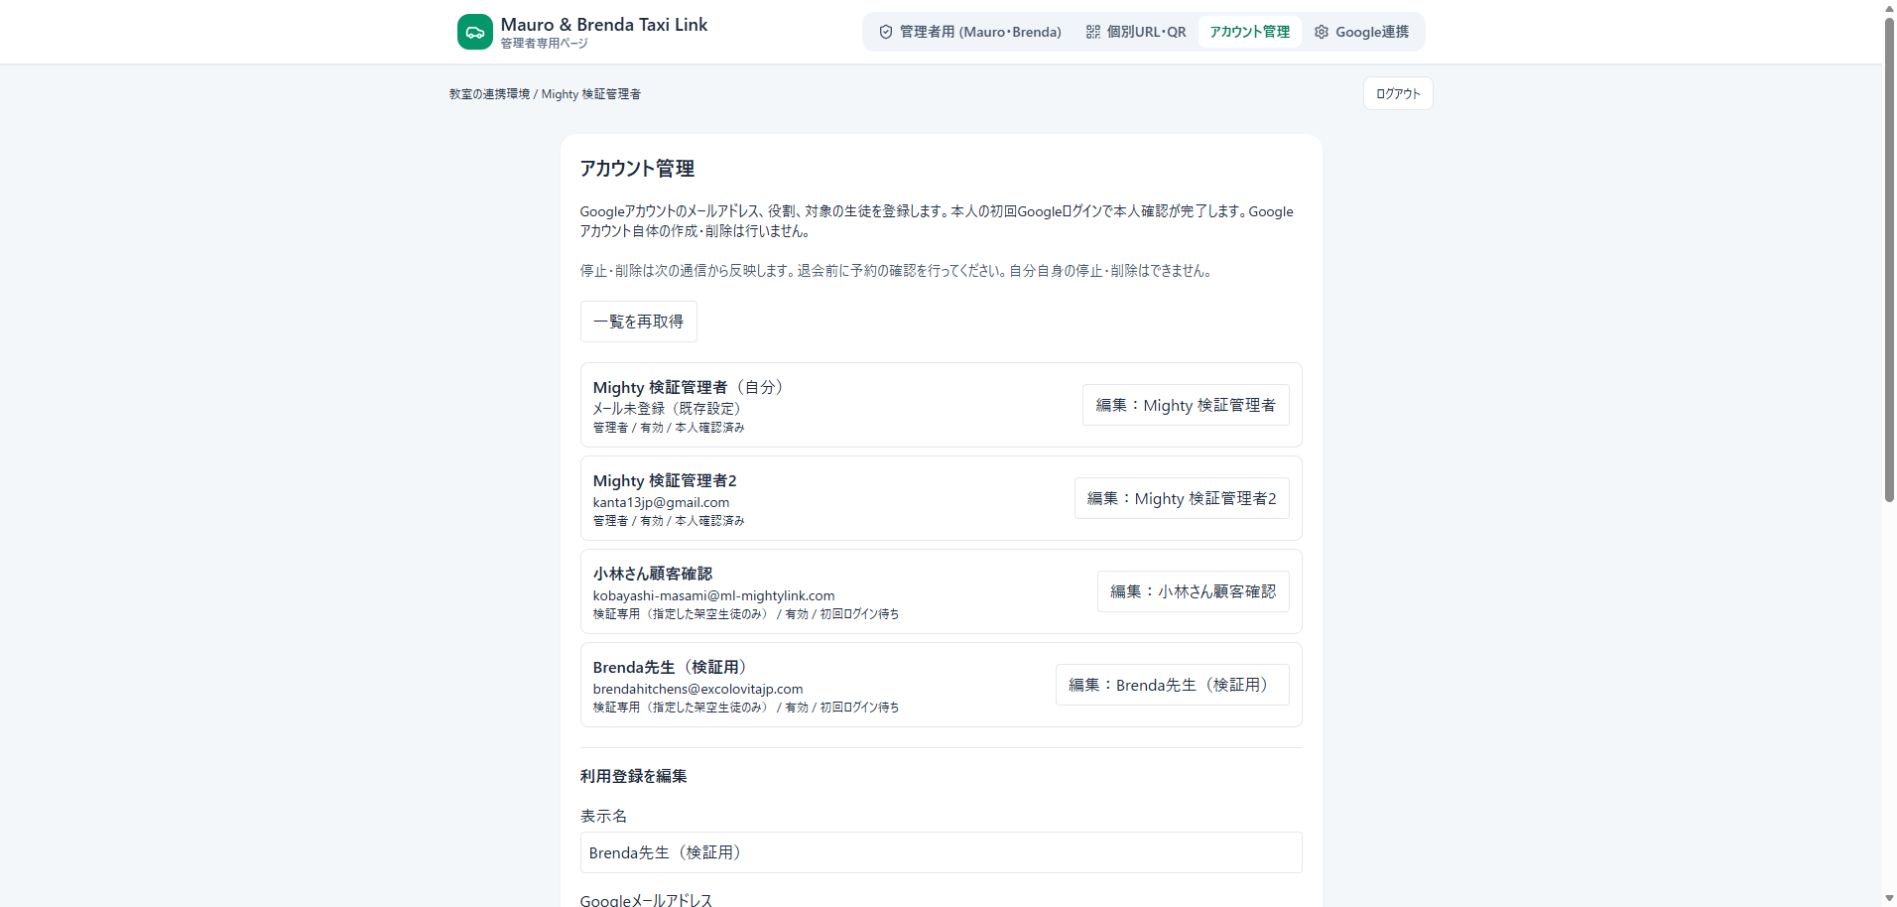 Mauro & Brenda Taxi Link
管理者専用ページ
管理者用 (Mauro・Brenda)
個別URL・QR
アカウント管理
Google連携
教室の連携環境 / Mighty 検証管理者
ログアウト
アカウント管理
Googleアカウントのメールアドレス、役割、対象の生徒を登録します。本人の初回Googleログインで本人確認が完了します。Google
アカウント自体の作成・削除は行いません。
停止・削除は次の通信から反映します。退会前に予約の確認を行ってください。自分自身の停止・削除はできません。
一覧を再取得
Mighty 検証管理者（自分）
メール未登録（既存設定）
管理者 / 有効 / 本人確認済み
編集：Mighty 検証管理者
Mighty 検証管理者2
kanta13jp@gmail.com
管理者 / 有効 / 本人確認済み
編集：Mighty 検証管理者2
小林さん顧客確認
kobayashi-masami@ml-mightylink.com
検証専用（指定した架空生徒のみ） / 有効 / 初回ログイン待ち
編集：小林さん顧客確認
Brenda先生（検証用）
brendahitchens@excolovitajp.com
検証専用（指定した架空生徒のみ） / 有効 / 初回ログイン待ち
編集：Brenda先生（検証用）
利用登録を編集
表示名
Brenda先生（検証用）
Googleメールアドレス